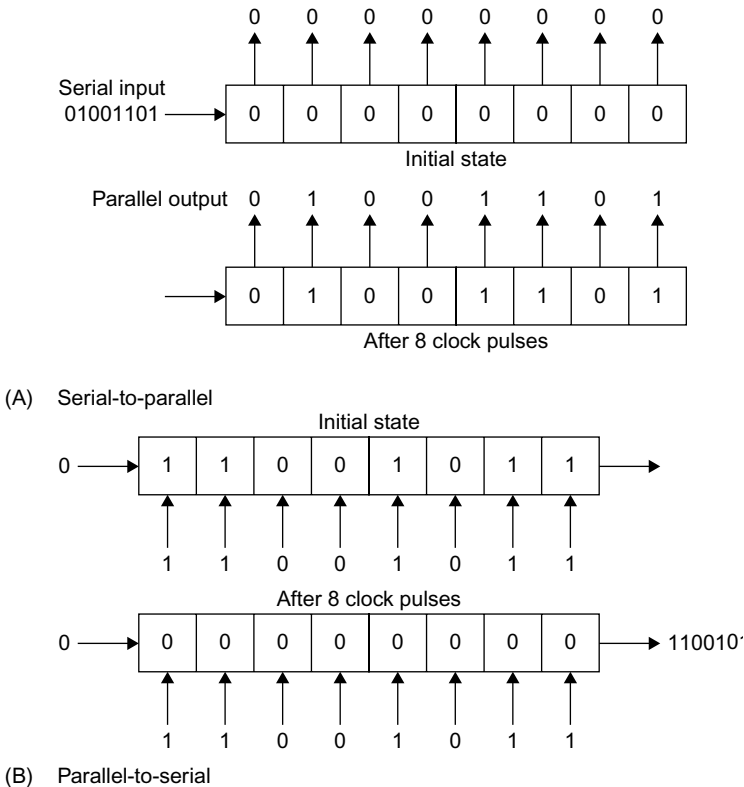 0 0 0 0 0 0 0 0
Serial input
01001101
0 0 0 0 0 0 0 0
Initial state
Parallel output 0 1 0 0 1 1 0 1
0 1 0 0 1 1 0 1
After 8 clock pulses
(A) Serial-to-parallel
Initial state
0 1 1 0 0 1 0 1 1
1 1 0 0 1 0 1 1
After 8 clock pulses
0 0 0 0 0 0 0 0 0 1100101
1 1 0 0 1 0 1 1
(B) Parallel-to-serial